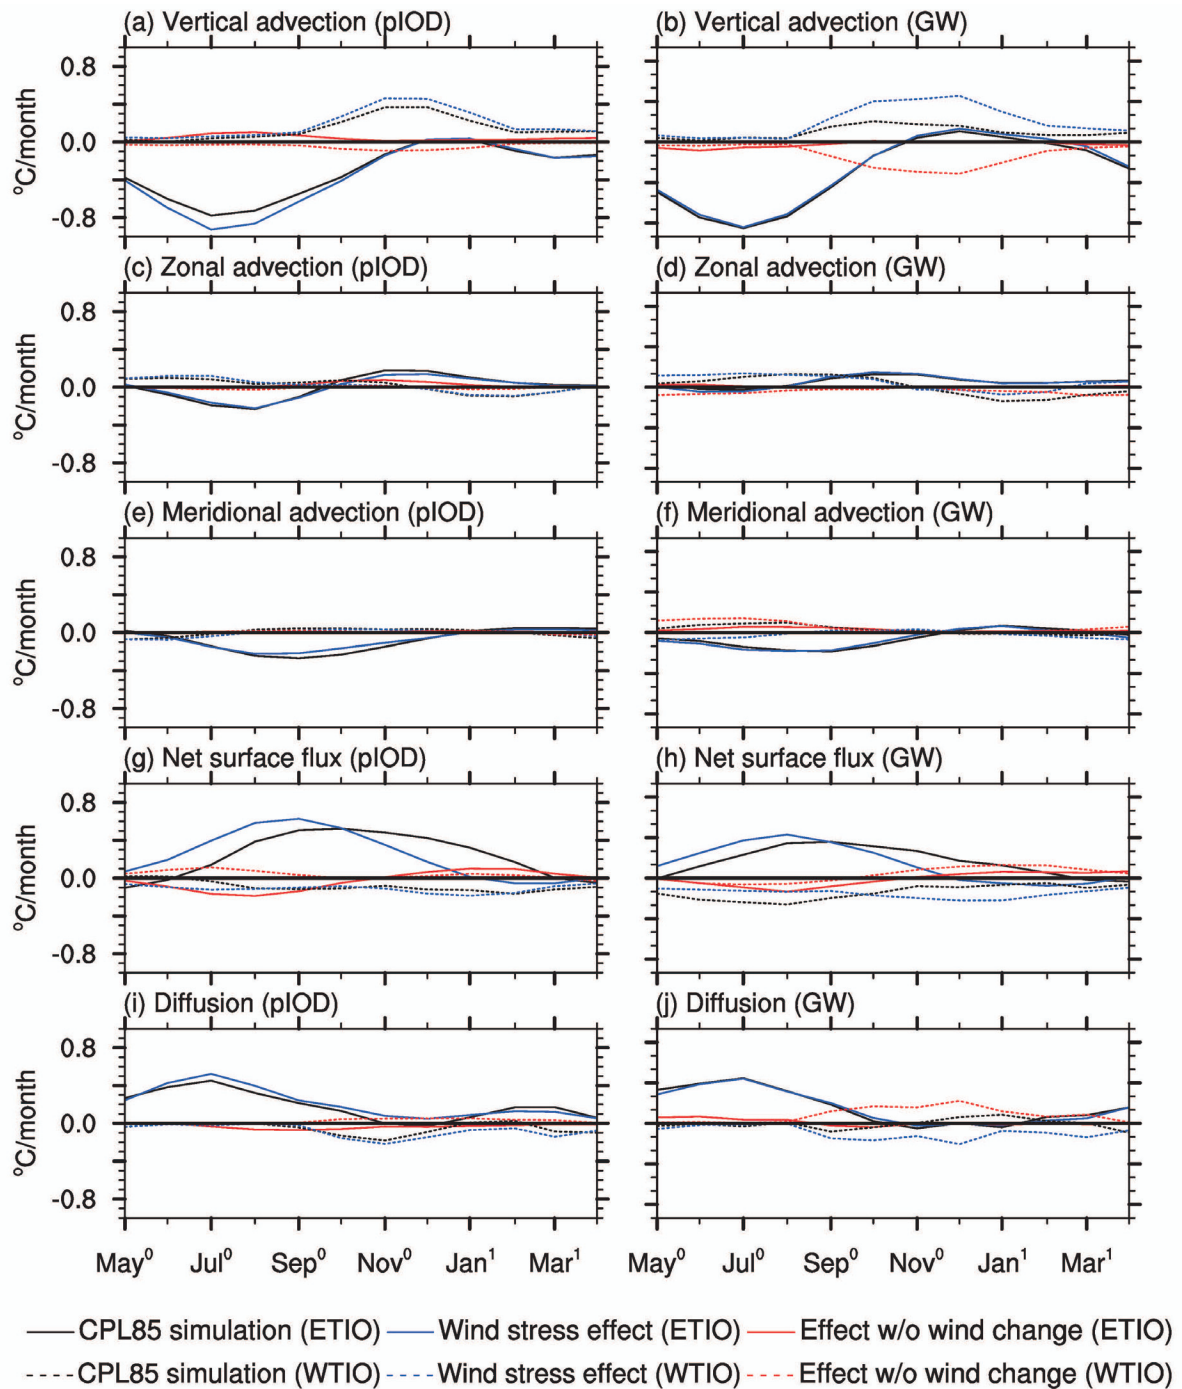 (a) Vertical advection (pIOD)
(b) Vertical advection (GW)
0.8
0.0
-0.8
°C/month
°C/month
(c) Zonal advection (pIOD)
(d) Zonal advection (GW)
0.8
0.0
-0.8
°C/month
°C/month
(e) Meridional advection (pIOD)
(f) Meridional advection (GW)
0.8
0.0
-0.8
°C/month
°C/month
(g) Net surface flux (pIOD)
(h) Net surface flux (GW)
0.8
0.0
-0.8
°C/month
°C/month
(i) Diffusion (pIOD)
(j) Diffusion (GW)
0.8
0.0
-0.8
°C/month
°C/month
May⁰ Jul⁰ Sep⁰ Nov⁰ Jan¹ Mar¹
May⁰ Jul⁰ Sep⁰ Nov⁰ Jan¹ Mar¹
CPL85 simulation (ETIO) Wind stress effect (ETIO) Effect w/o wind change (ETIO)
CPL85 simulation (WTIO) Wind stress effect (WTIO) Effect w/o wind change (WTIO)